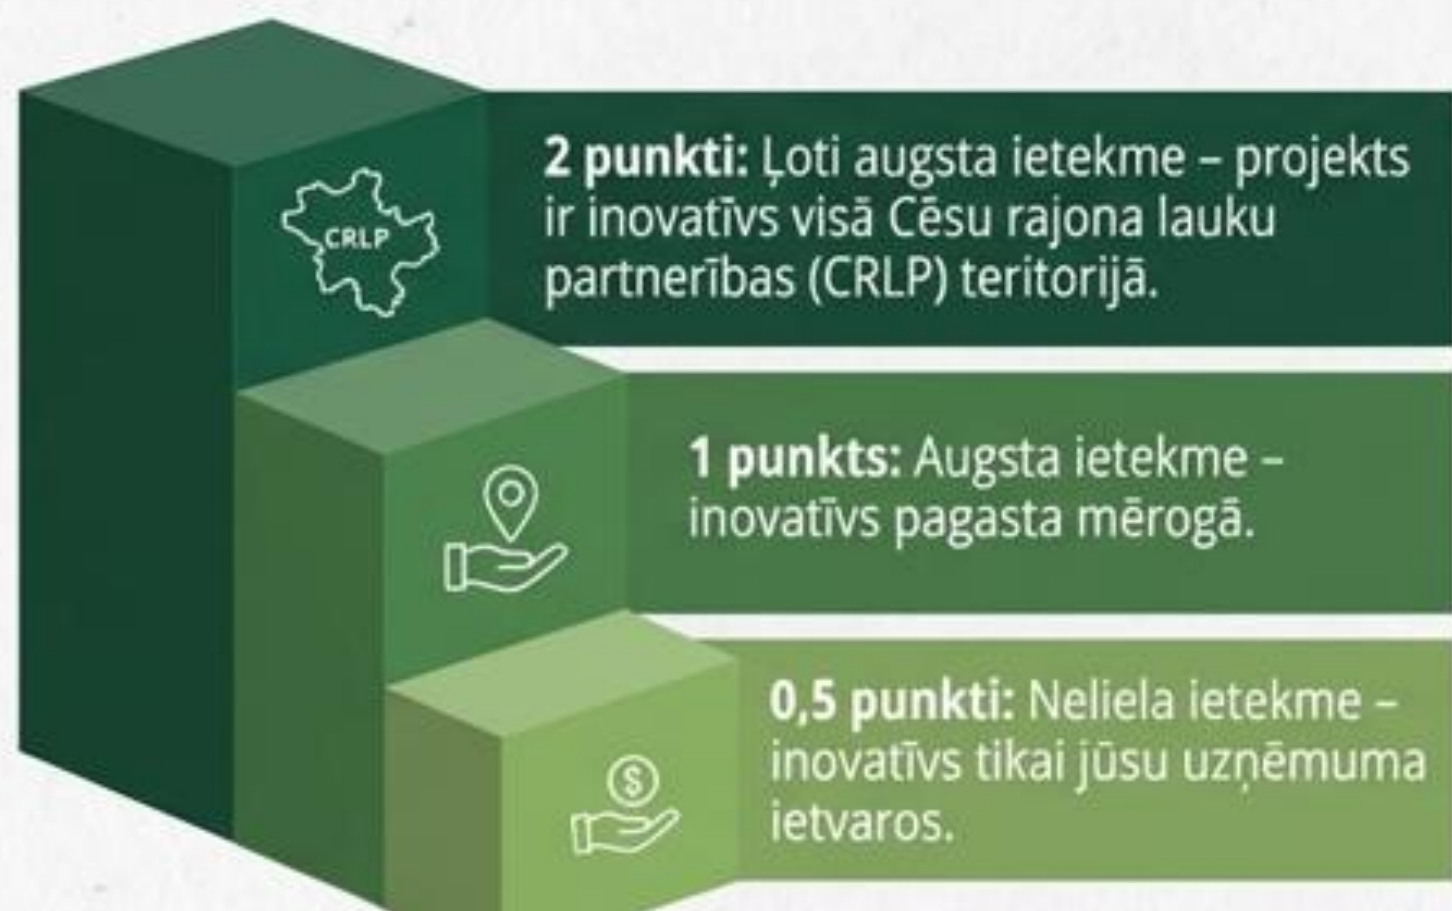 CRLP
2 punkti: Ļoti augsta ietekme – projekts
ir inovatīvs visā Cēsu rajona lauku
partnerības (CRLP) teritorijā.
1 punkts: Augsta ietekme –
inovatīvs pagasta mērogā.
$
0,5 punkti: Neliela ietekme –
inovatīvs tikai jūsu uzņēmuma
ietvaros.